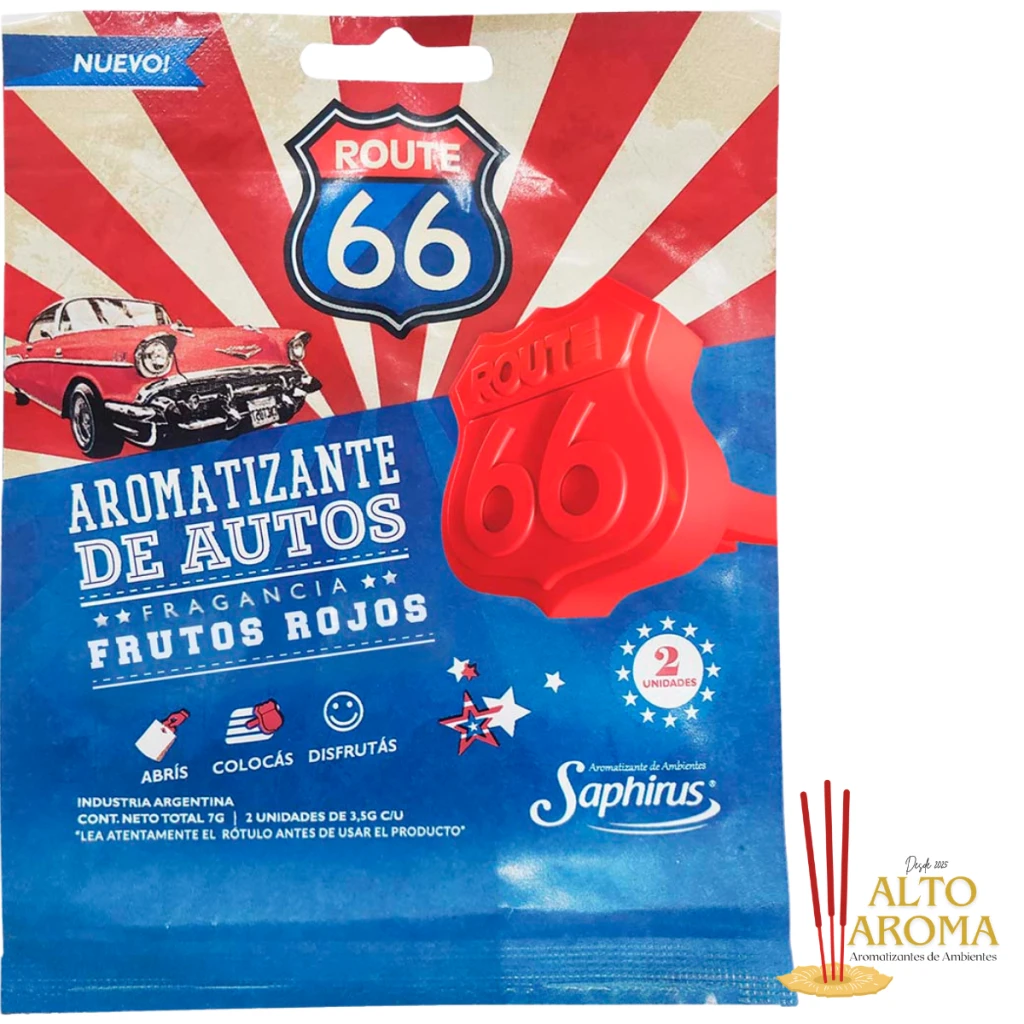 NUEVO!
ROUTE
66
ROUTE
66
AROMATIZANTE
DE AUTOS
FRAGANCIA
FRUTOS ROJOS
2
UNIDADES
ABRÍS
COLOCÁS
DISFRUTÁS
Aromatizante de Ambientes
Saphirus®
INDUSTRIA ARGENTINA
CONT. NETO TOTAL 7G | 2 UNIDADES DE 3,5G C/U
"LEA ATENTAMENTE EL RÓTULO ANTES DE USAR EL PRODUCTO"
Desde 2025
ALTO
AROMA
Aromatizantes de Ambientes